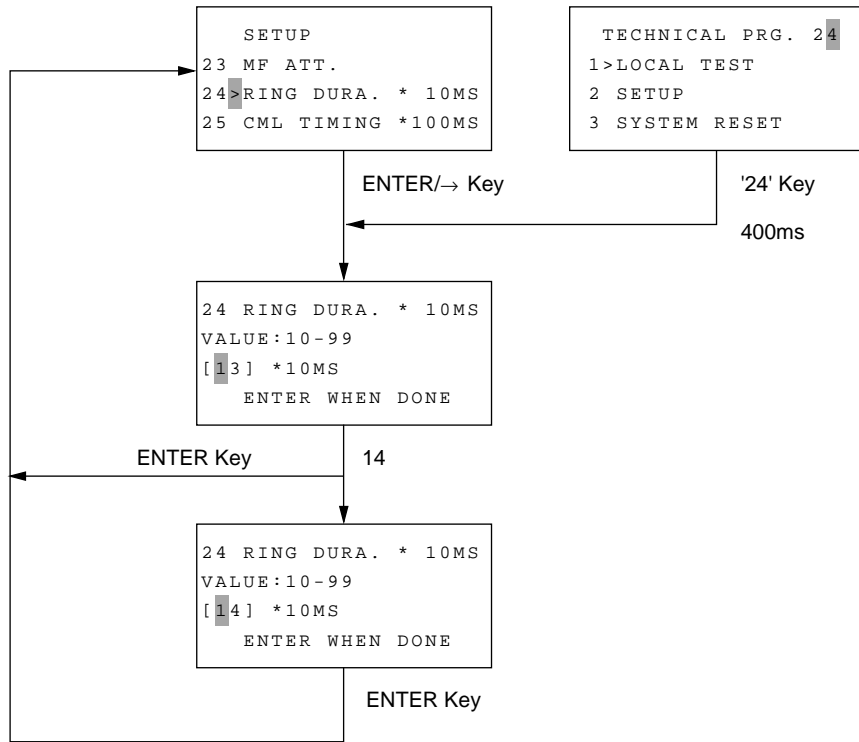 SETUP
23 MF ATT.
24>RING DURA. * 10MS
25 CML TIMING *100MS
TECHNICAL PRG. 24
1>LOCAL TEST
2 SETUP
3 SYSTEM RESET
ENTER/→ Key
'24' Key
400ms
24 RING DURA. * 10MS
VALUE:10-99
[13] *10MS
ENTER WHEN DONE
ENTER Key
14
24 RING DURA. * 10MS
VALUE:10-99
[14] *10MS
ENTER WHEN DONE
ENTER Key